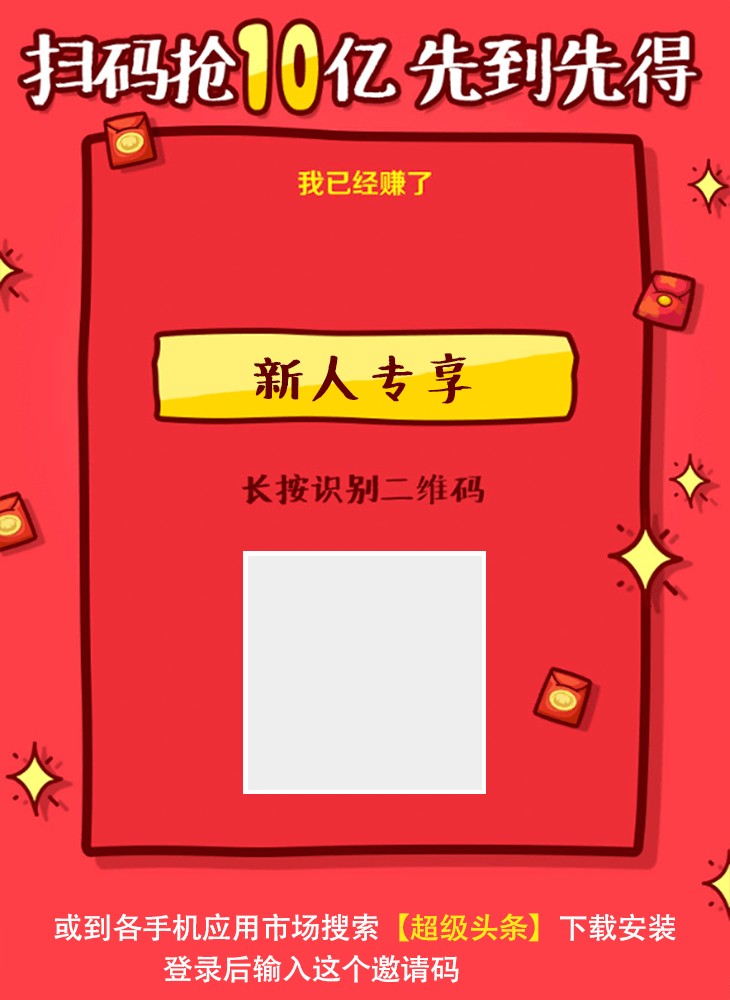 扫码抢10亿 先到先得
我已经赚了
新人专享
长按识别二维码
或到各手机应用市场搜索【超级头条】下载安装
登录后输入这个邀请码